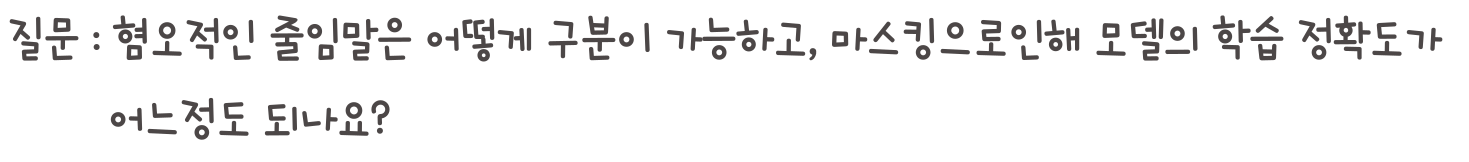 질문 : 혐오적인 줄임말은 어떻게 구분이 가능하고, 마스킹으로인해 모델의 학습 정확도가
어느정도 되나요?